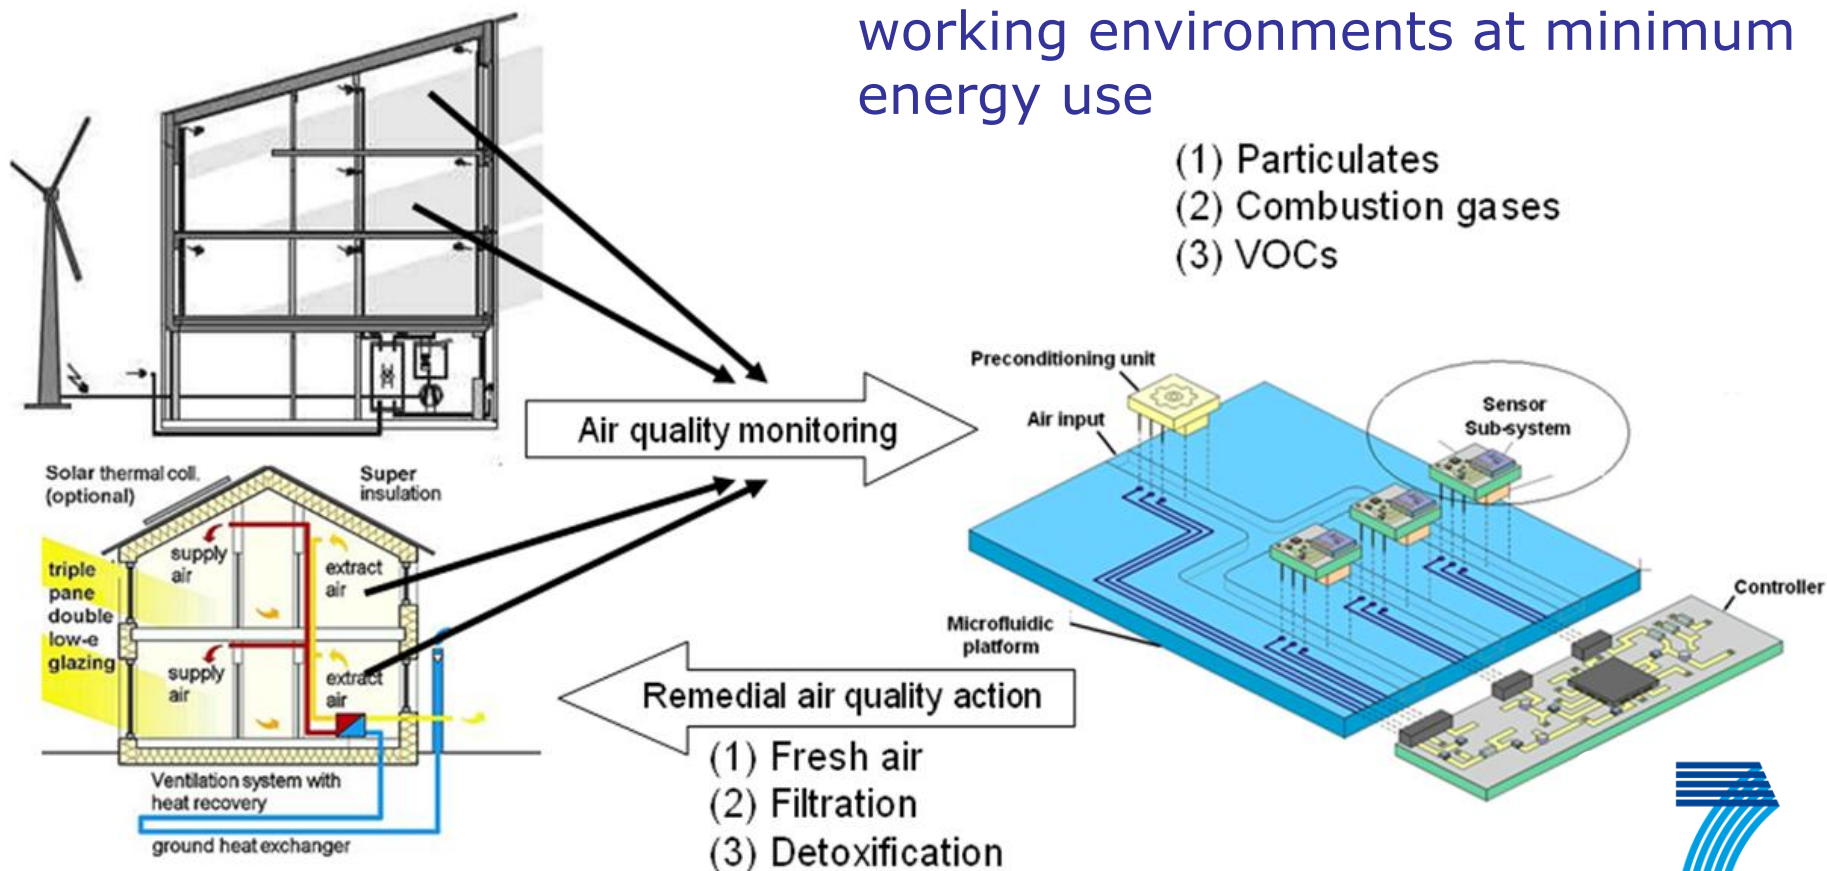 working environments at minimum
energy use
(1) Particulates
(2) Combustion gases
(3) VOCs
Preconditioning unit
Air input
Sensor
Sub-system
Air quality monitoring
Solar thermal coll.
(optional)
Super
insulation
supply
air
extract
air
triple
pane
double
low-e
glazing
supply
air
extract
air
Microfluidic
platform
Controller
Remedial air quality action
(1) Fresh air
(2) Filtration
(3) Detoxification
Ventilation system with
heat recovery
ground heat exchanger
7